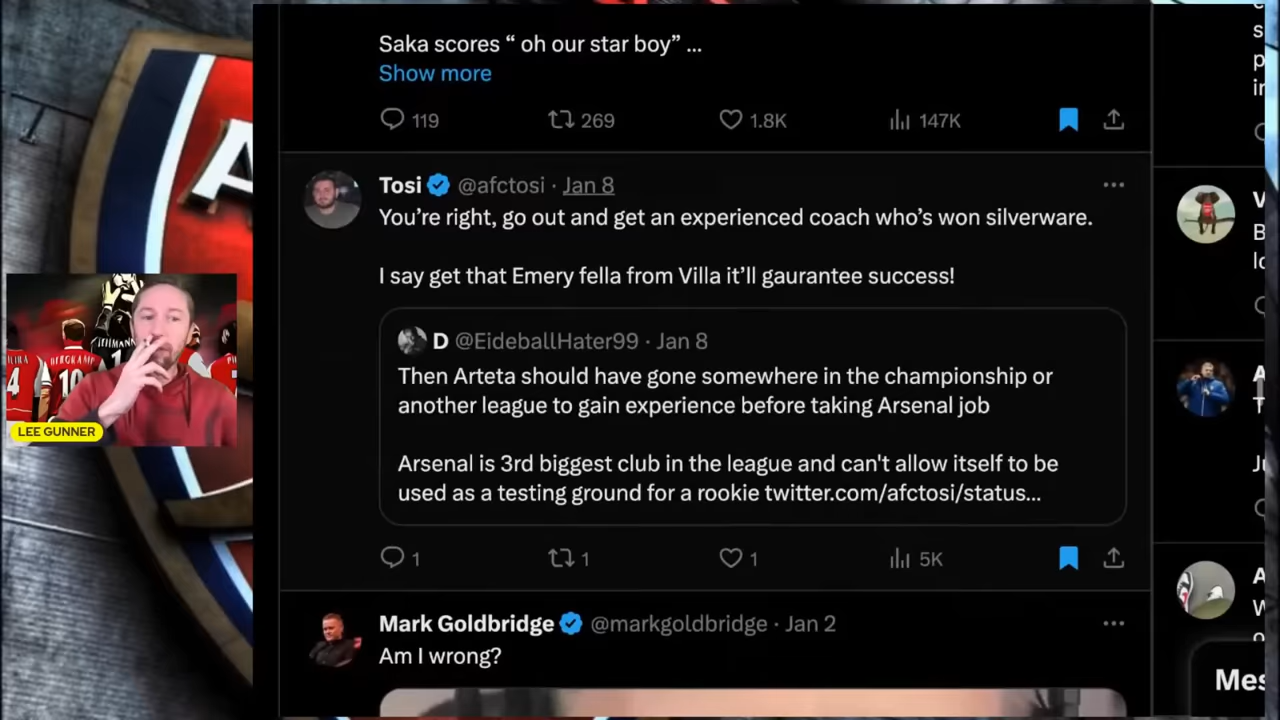 Saka scores “ oh our star boy” ...
Show more
119
269
1.8K
147K
Tosi @afctosi · Jan 8
You’re right, go out and get an experienced coach who’s won silverware.
I say get that Emery fella from Villa it’ll gaurantee success!
D @EideballHater99 · Jan 8
Then Arteta should have gone somewhere in the championship or
another league to gain experience before taking Arsenal job
Arsenal is 3rd biggest club in the league and can't allow itself to be
used as a testing ground for a rookie twitter.com/afctosi/status...
1
1
1
5K
Mark Goldbridge @markgoldbridge · Jan 2
Am I wrong?
LEHMANN
1
BERGKAMP
4
10
LEE GUNNER
Mes